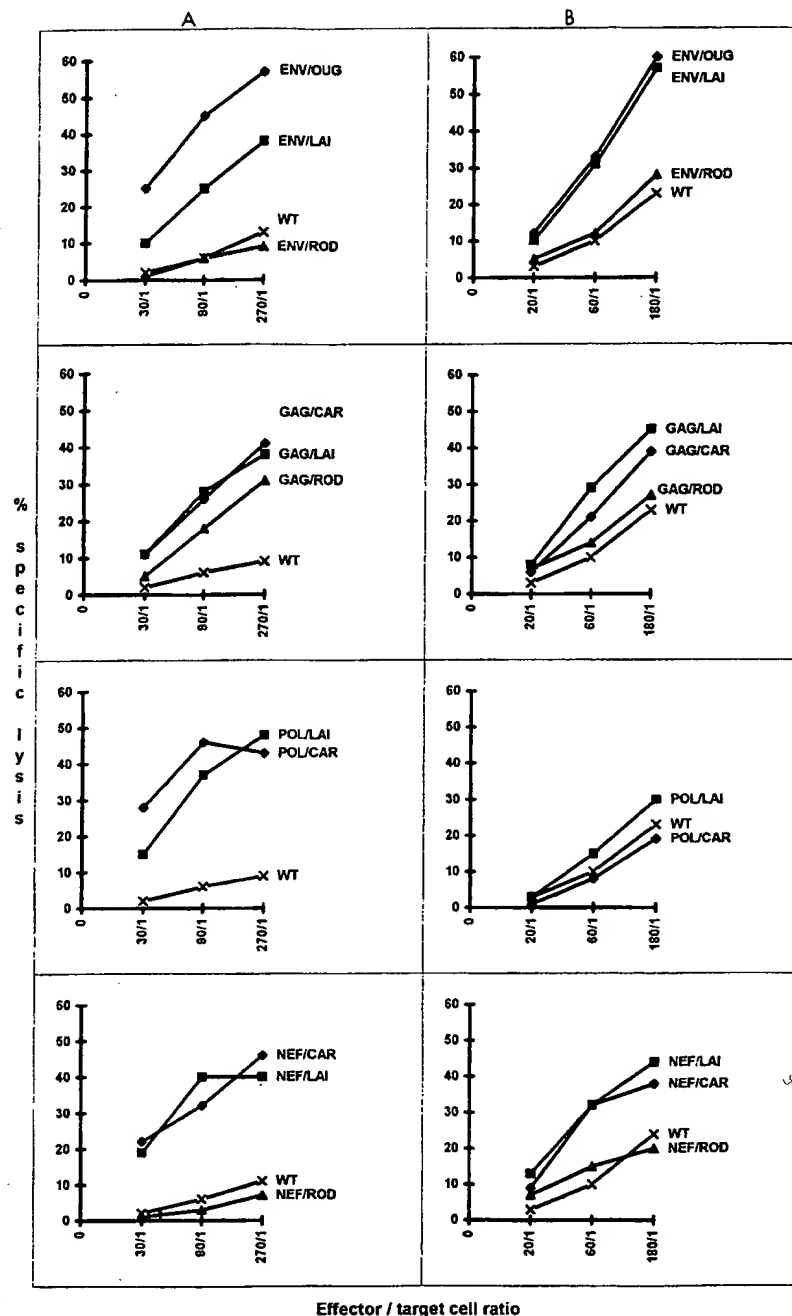 A
B
60
50
40
30
20
10
0
0
30/1
90/1
270/1
ENV/OUG
ENV/LAI
WT
ENV/ROD
60
50
40
30
20
10
0
0
20/1
60/1
180/1
ENV/OUG
ENV/LAI
ENV/ROD
WT
60
50
40
30
20
10
0
0
30/1
90/1
270/1
GAG/CAR
GAG/LAI
GAG/ROD
WT
60
50
40
30
20
10
0
0
20/1
60/1
180/1
GAG/LAI
GAG/CAR
GAG/ROD
WT
% specific lysis
60
50
40
30
20
10
0
0
30/1
90/1
270/1
POL/LAI
POL/CAR
WT
60
50
40
30
20
10
0
0
20/1
60/1
180/1
POL/LAI
WT
POL/CAR
60
50
40
30
20
10
0
0
30/1
90/1
270/1
NEF/CAR
NEF/LAI
WT
NEF/ROD
60
50
40
30
20
10
0
0
20/1
60/1
180/1
NEF/LAI
NEF/CAR
WT
NEF/ROD
Effector / target cell ratio